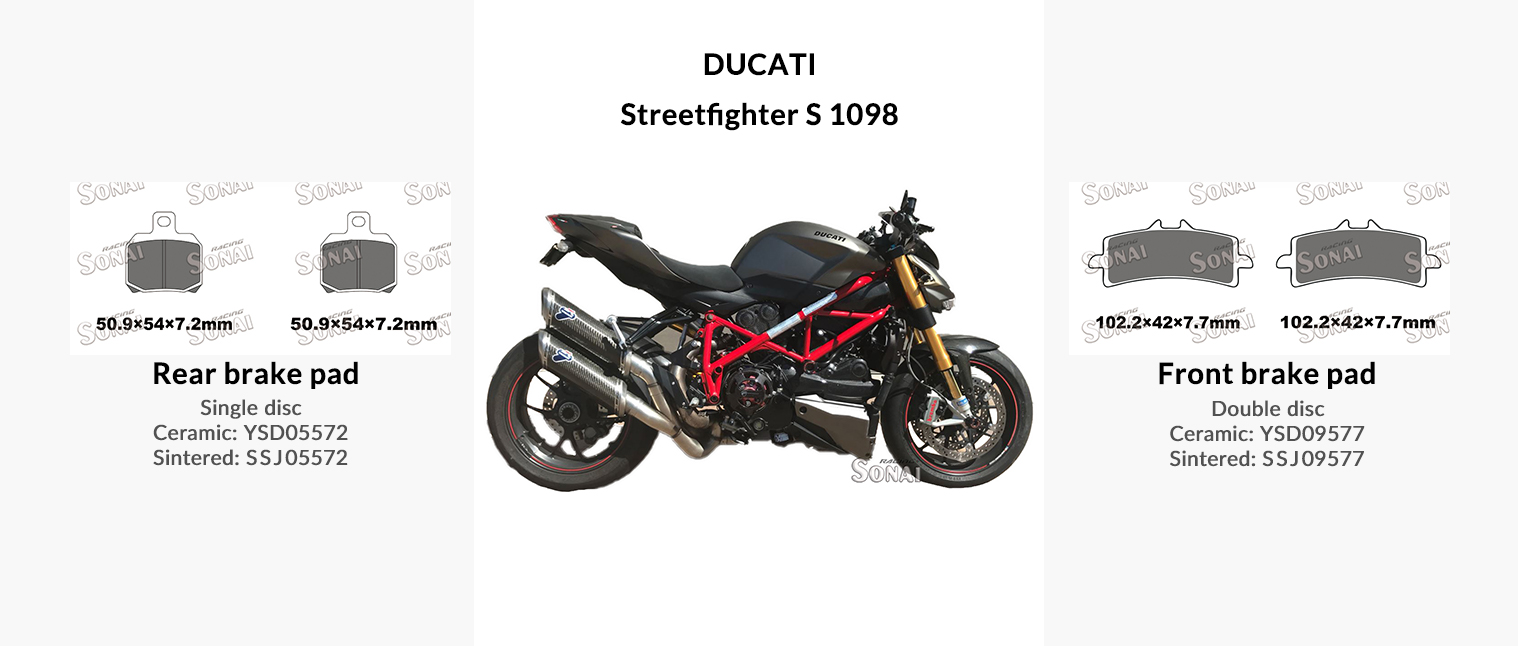 DUCATI
Streetfighter S 1098
SONAI SONAI SONAI SON
RACING RACING RACING
SONAI SONAI SONAI SON
50.9×54×7.2mm 50.9×54×7.2mm
Rear brake pad
Single disc
Ceramic: YSD05572
Sintered: SSJ05572
DUCATI
RACING
SONAI
SONAI SONAI SONAI SON
RACING
SONAI SONAI
102.2×42×7.7mm 102.2×42×7.7mm
Front brake pad
Double disc
Ceramic: YSD09577
Sintered: SSJ09577